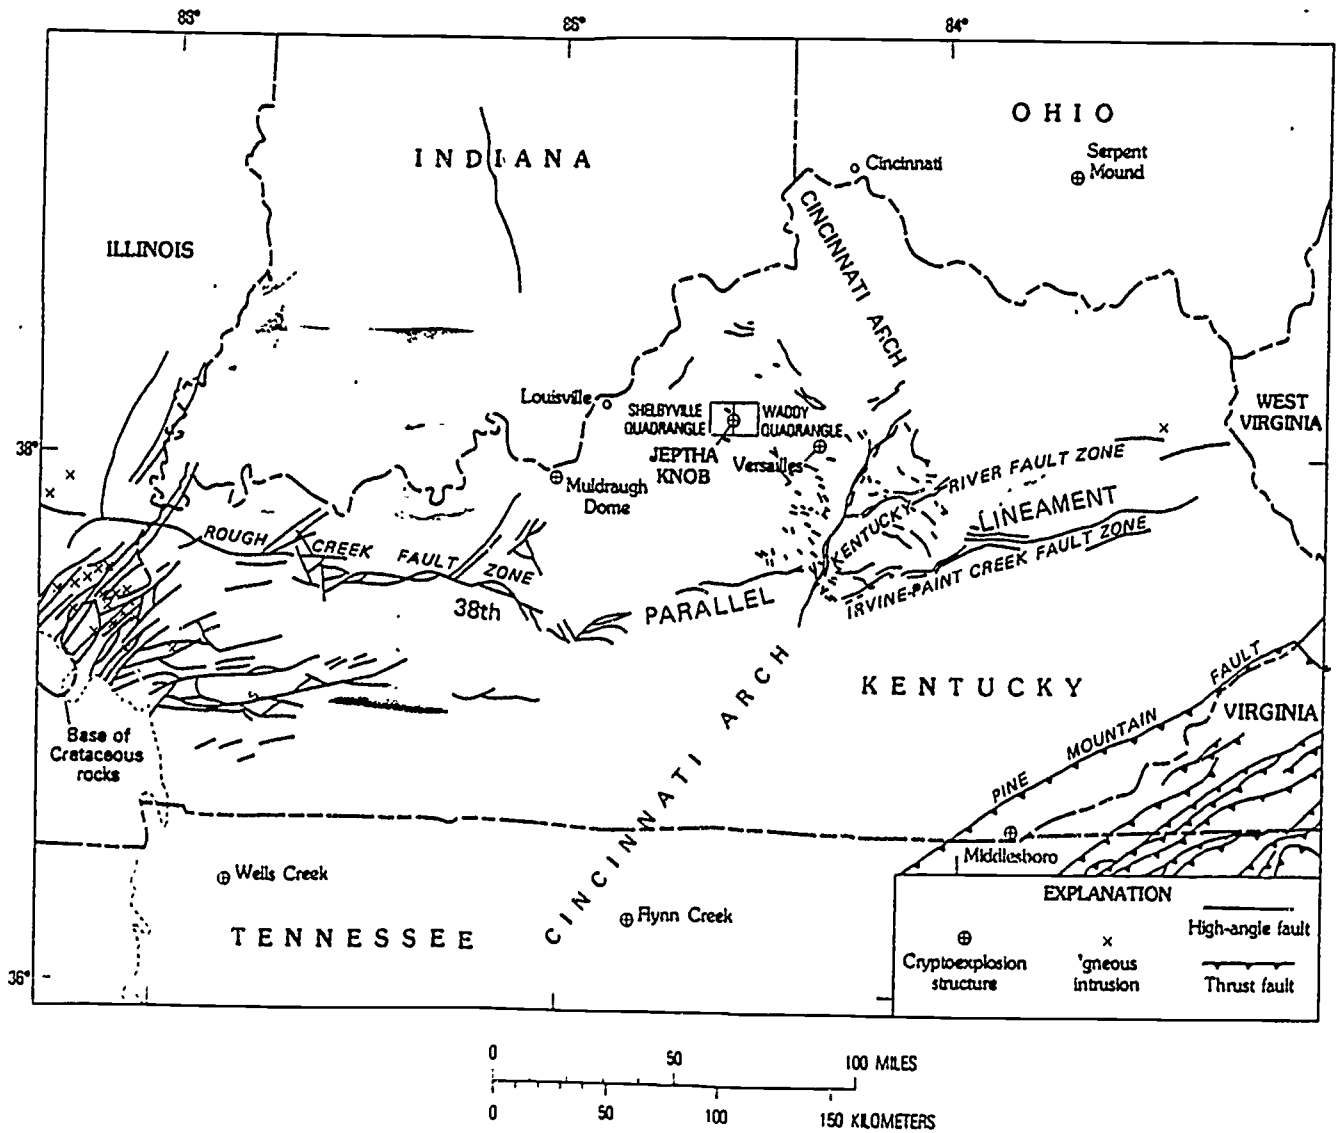 88°
86°
84°
OHIO
INDIANA
Cincinnati
Serpent
Mound
ILLINOIS
CINCINNATI ARCH
Louisville
SHELBYVILLE
QUADRANGLE
WADDY
QUADRANGLE
WEST
VIRGINIA
38°
JEPTHA
KNOB
Versailles
Muldraugh
Dome
KENTUCKY RIVER FAULT ZONE
LINEAMENT
ROUGH CREEK FAULT ZONE
IRVINE-PAINT CREEK FAULT ZONE
38th
PARALLEL
KENTUCKY
CINCINNATI ARCH
PINE MOUNTAIN FAULT
VIRGINIA
Base of
Cretaceous
rocks
Middlesboro
Wells Creek
Flynn Creek
TENNESSEE
36°
EXPLANATION
High-angle fault
Cryptoexplosion
structure
'gneous
intrusion
Thrust fault
0 50 100 MILES
0 50 100 150 KILOMETERS